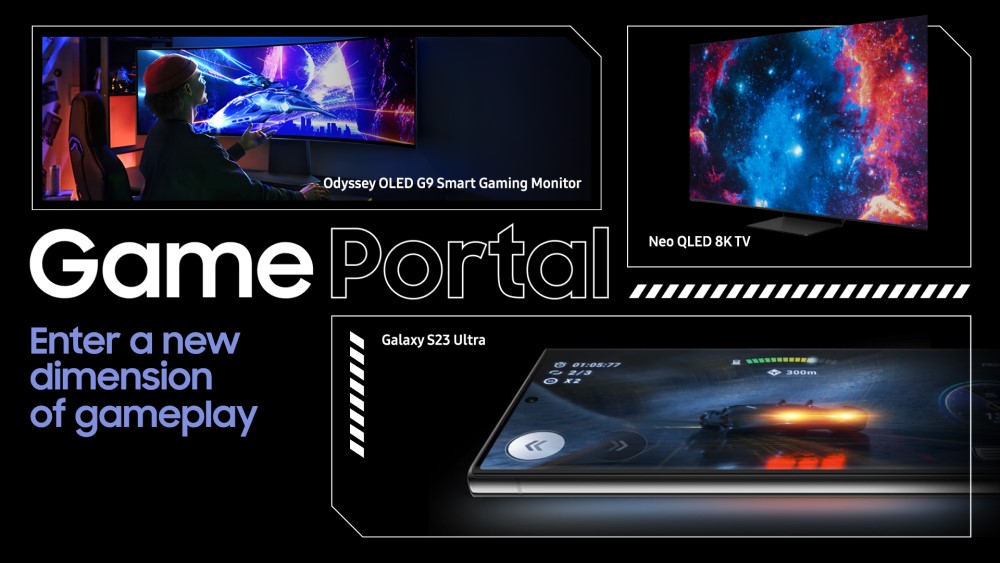 Odyssey OLED G9 Smart Gaming Monitor
Neo QLED 8K TV
Game Portal
Enter a new
dimension
of gameplay
Galaxy S23 Ultra
01:05:77
2/3
X2
300m